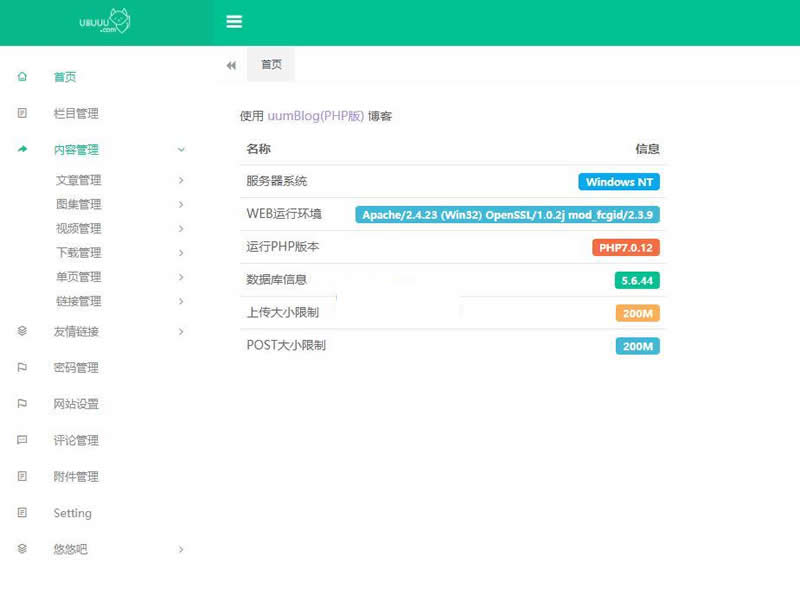 UUUUU
.com
首页
首页
栏目管理
内容管理
文章管理
图集管理
视频管理
下载管理
单页管理
链接管理
友情链接
密码管理
网站设置
评论管理
附件管理
Setting
悠悠吧
使用 uumBlog(PHP版) 博客
名称 信息
服务器系统 Windows NT
WEB运行环境 Apache/2.4.23 (Win32) OpenSSL/1.0.2j mod_fcgid/2.3.9
运行PHP版本 PHP7.0.12
数据库信息 5.6.44
上传大小限制 200M
POST大小限制 200M